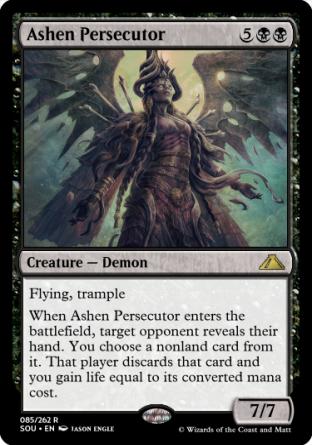 Ashen Persecutor 5
Creature — Demon
Flying, trample
When Ashen Persecutor enters the
battlefield, target opponent reveals their
hand. You choose a nonland card from
it. That player discards that card and
you gain life equal to its converted mana
cost.
7/7
085/262 R
SOU • EN JASON ENGLE
© Wizards of the Coast and Matt